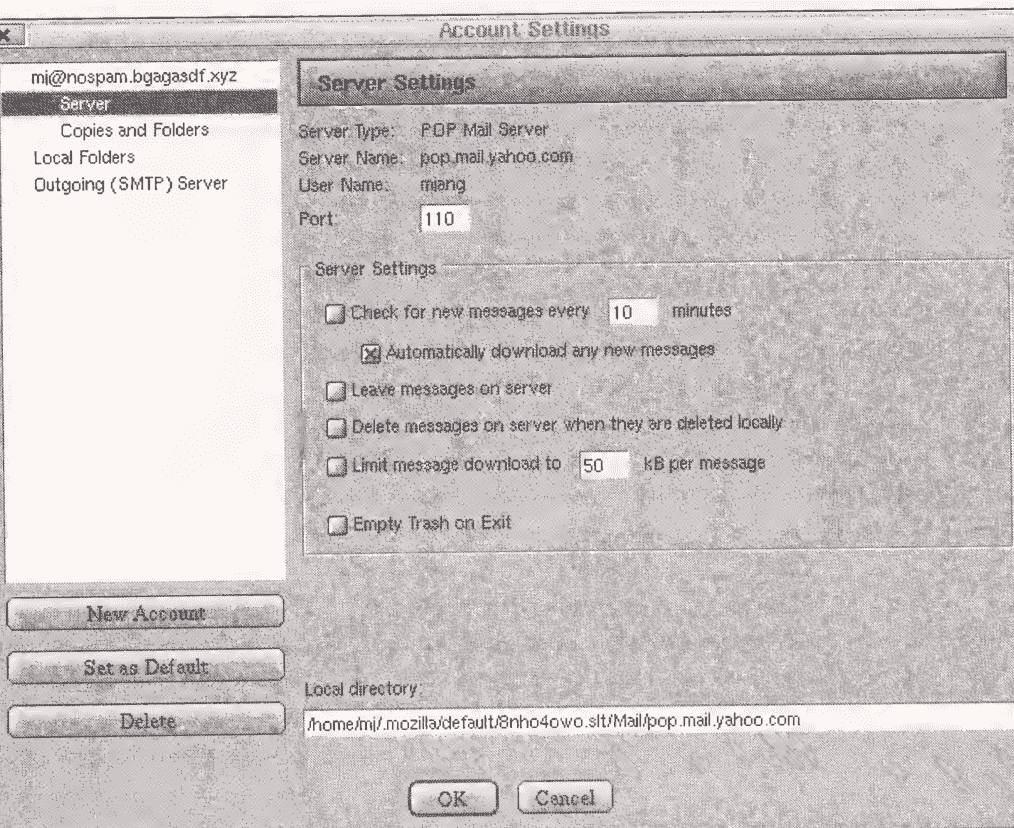 Account Settings
mj@nospam.bgagasdf.xyz
Server
Copies and Folders
Local Folders
Outgoing (SMTP) Server
Server Settings
Server Type: POP Mail Server
Server Name: pop.mail.yahoo.com
User Name: mjang
Port: 110
Server Settings
Check for new messages every 10 minutes
Automatically download any new messages
Leave messages on server
Delete messages on server when they are deleted locally
Limit message download to 50 kB per message
Empty Trash on Exit
New Account
Set as Default
Delete
Local directory:
/home/mj/.mozilla/default/8nho4owo.slt/Mail/pop.mail.yahoo.com
OK Cancel